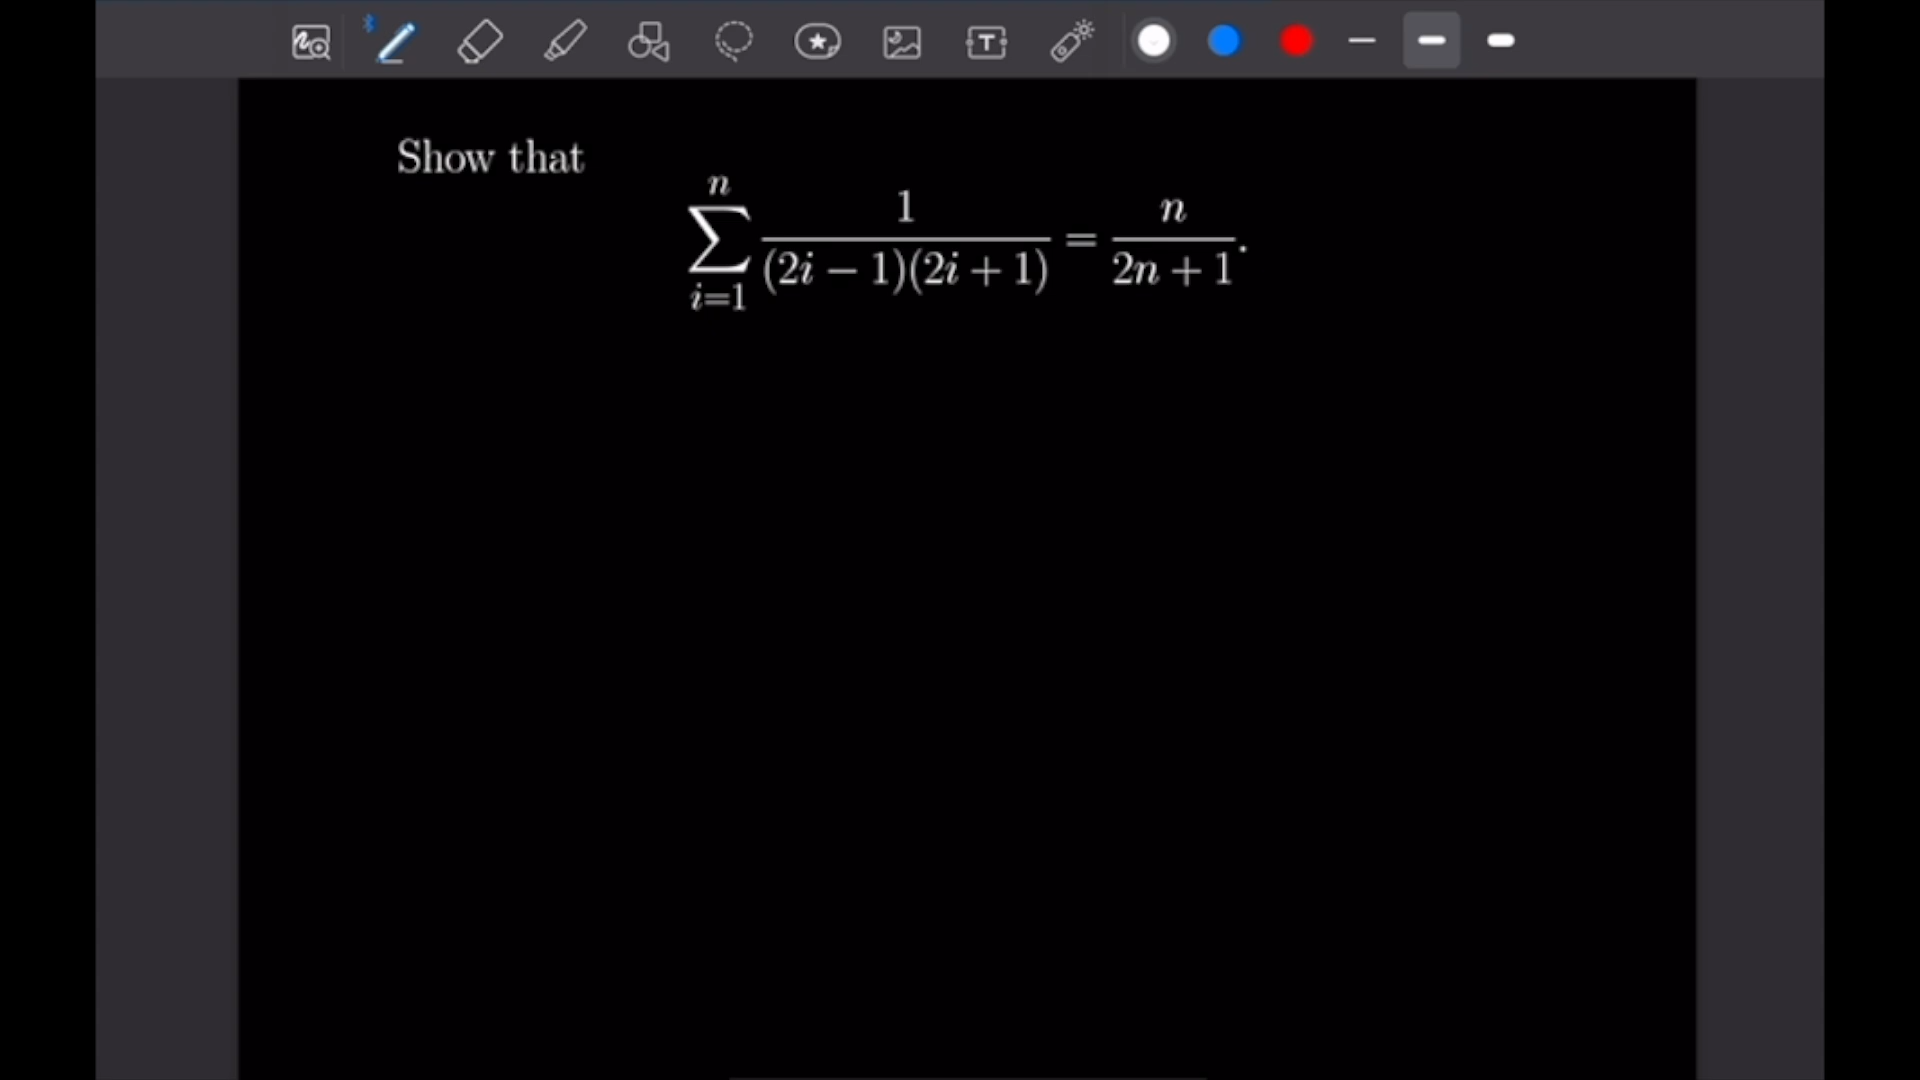 Show that
\sum_{i=1}^{n} \frac{1}{(2i-1)(2i+1)} = \frac{n}{2n+1}.